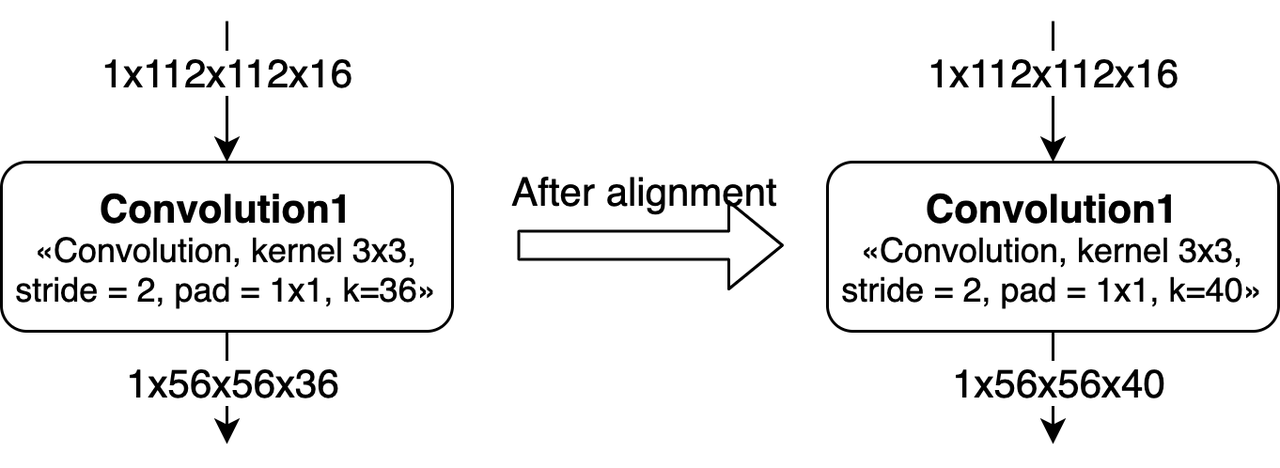 1x112x112x16
Convolution1
«Convolution, kernel 3x3,
stride = 2, pad = 1x1, k=36»
1x56x56x36
After alignment
1x112x112x16
Convolution1
«Convolution, kernel 3x3,
stride = 2, pad = 1x1, k=40»
1x56x56x40